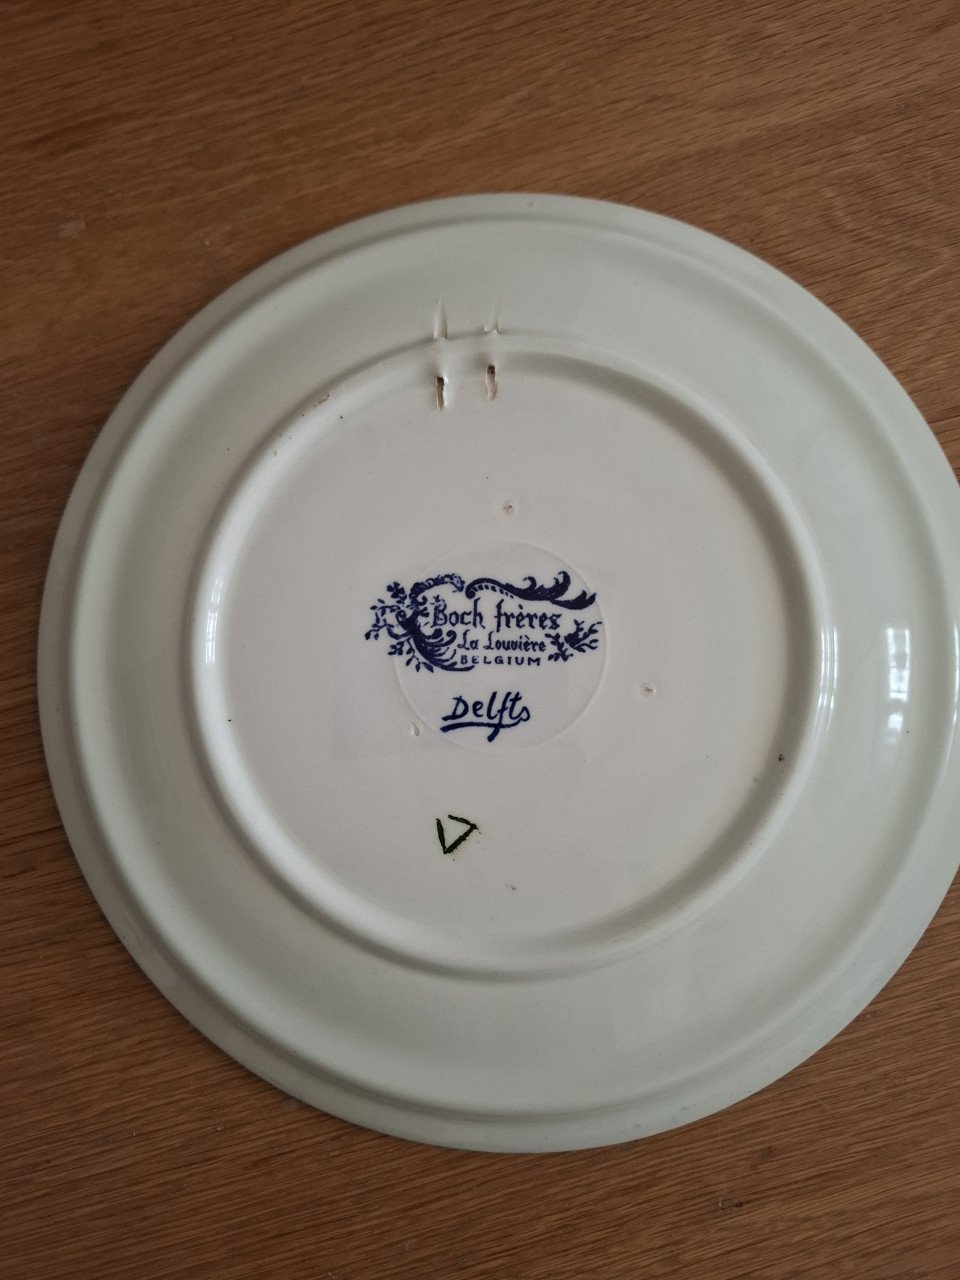 Boch frères
La Louvière
BELGIUM
Delfts